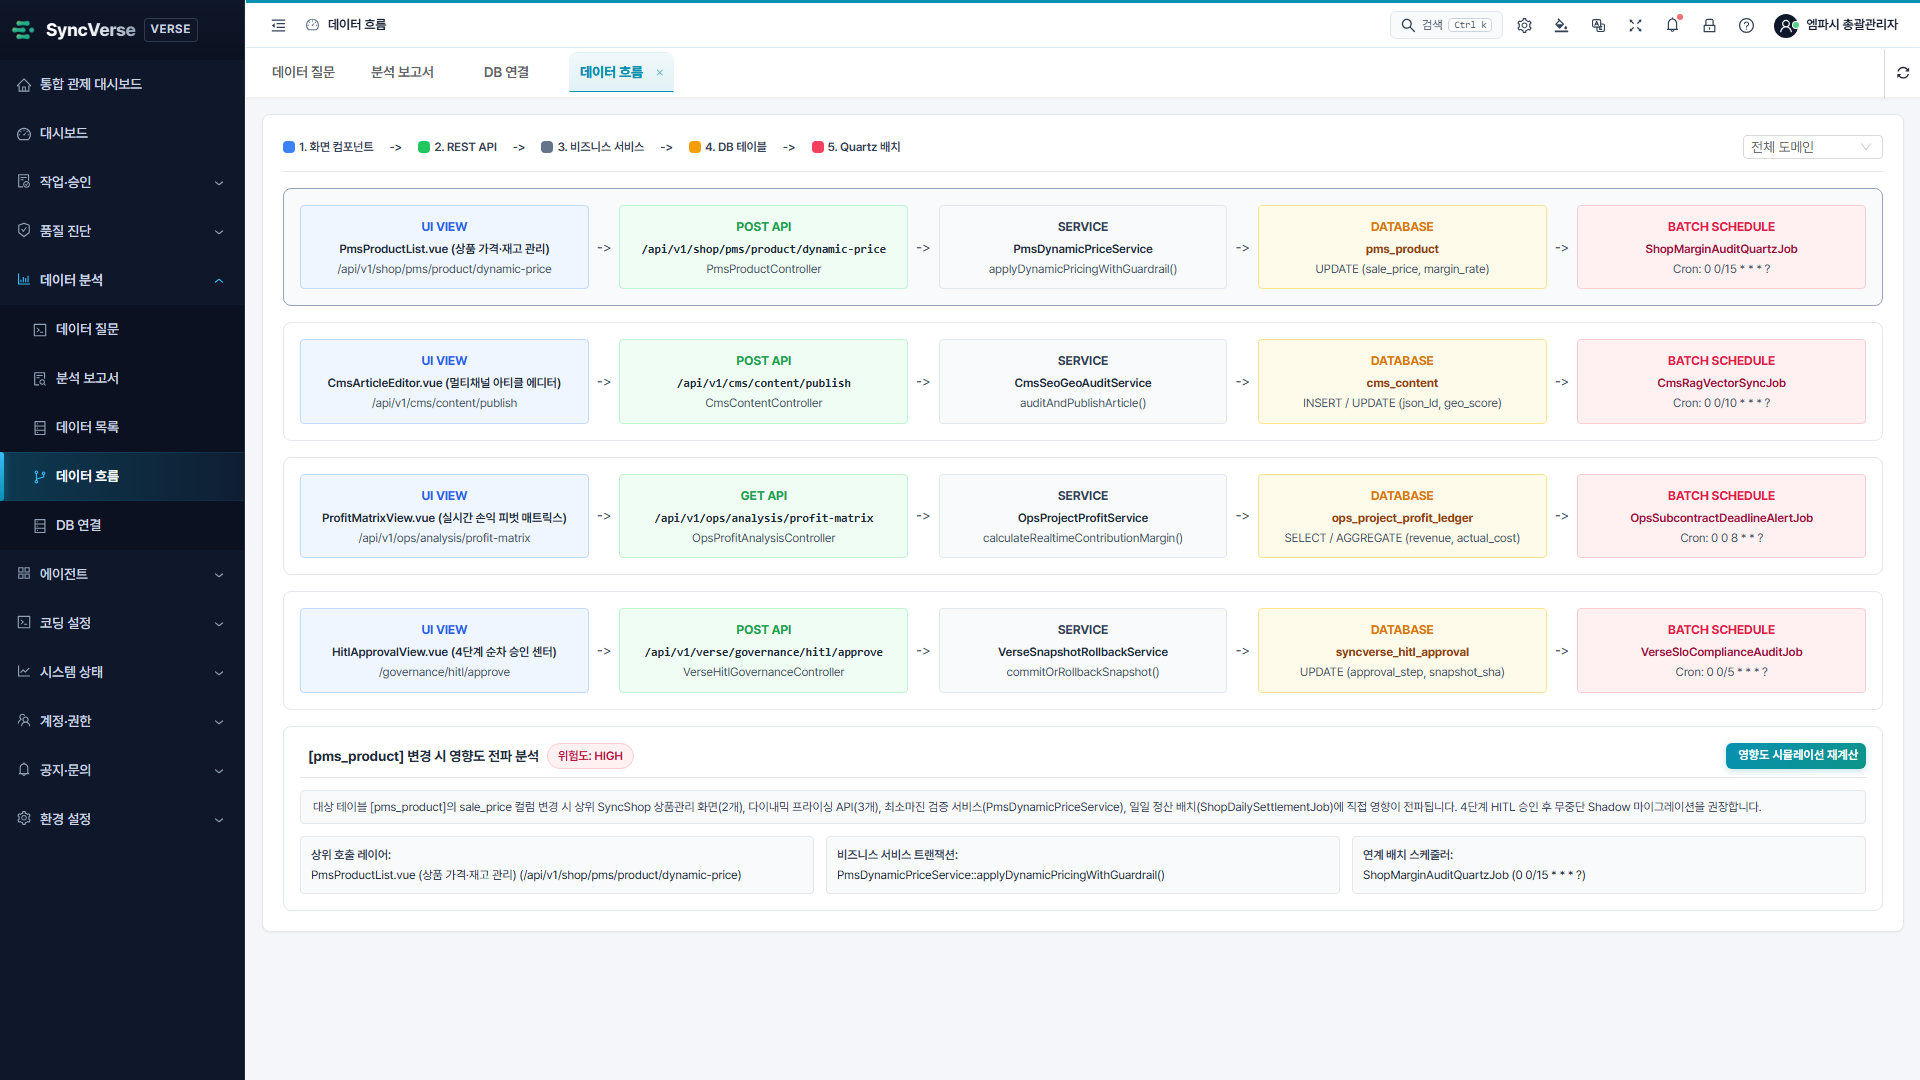 SyncVerse VERSE
통합 관제 대시보드
대시보드
작업·승인
품질 진단
데이터 분석
데이터 질문
분석 보고서
데이터 목록
데이터 흐름
DB 연결
에이전트
코딩 설정
시스템 상태
계정·권한
공지·문의
환경 설정
데이터 흐름
검색 Ctrl k
엠파시 총괄관리자
데이터 질문 분석 보고서 DB 연결 데이터 흐름 ×
1. 화면 컴포넌트 -> 2. REST API -> 3. 비즈니스 서비스 -> 4. DB 테이블 -> 5. Quartz 배치
전체 도메인
UI VIEW
PmsProductList.vue (상품 가격·재고 관리)
/api/v1/shop/pms/product/dynamic-price
->
POST API
/api/v1/shop/pms/product/dynamic-price
PmsProductController
->
SERVICE
PmsDynamicPriceService
applyDynamicPricingWithGuardrail()
->
DATABASE
pms_product
UPDATE (sale_price, margin_rate)
->
BATCH SCHEDULE
ShopMarginAuditQuartzJob
Cron: 0 0/15 * * * ?
UI VIEW
CmsArticleEditor.vue (멀티채널 아티클 에디터)
/api/v1/cms/content/publish
->
POST API
/api/v1/cms/content/publish
CmsContentController
->
SERVICE
CmsSeoGeoAuditService
auditAndPublishArticle()
->
DATABASE
cms_content
INSERT / UPDATE (json_ld, geo_score)
->
BATCH SCHEDULE
CmsRagVectorSyncJob
Cron: 0 0/10 * * * ?
UI VIEW
ProfitMatrixView.vue (실시간 손익 피벗 매트릭스)
/api/v1/ops/analysis/profit-matrix
->
GET API
/api/v1/ops/analysis/profit-matrix
OpsProfitAnalysisController
->
SERVICE
OpsProjectProfitService
calculateRealtimeContributionMargin()
->
DATABASE
ops_project_profit_ledger
SELECT / AGGREGATE (revenue, actual_cost)
->
BATCH SCHEDULE
OpsSubcontractDeadlineAlertJob
Cron: 0 0 8 * * ?
UI VIEW
HitlApprovalView.vue (4단계 순차 승인 센터)
/governance/hitl/approve
->
POST API
/api/v1/verse/governance/hitl/approve
VerseHitlGovernanceController
->
SERVICE
VerseSnapshotRollbackService
commitOrRollbackSnapshot()
->
DATABASE
syncverse_hitl_approval
UPDATE (approval_step, snapshot_sha)
->
BATCH SCHEDULE
VerseSloComplianceAuditJob
Cron: 0 0/5 * * * ?
[pms_product] 변경 시 영향도 전파 분석 위험도: HIGH
영향도 시뮬레이션 재계산
대상 테이블 [pms_product]의 sale_price 컬럼 변경 시 상위 SyncShop 상품관리 화면(2개), 다이내믹 프라이싱 API(3개), 최소마진 검증 서비스(PmsDynamicPriceService), 일일 정산 배치(ShopDailySettlementJob)에 직접 영향이 전파됩니다. 4단계 HITL 승인 후 무중단 Shadow 마이그레이션을 권장합니다.
상위 호출 레이어:
PmsProductList.vue (상품 가격·재고 관리) (/api/v1/shop/pms/product/dynamic-price)
비즈니스 서비스 트랜잭션:
PmsDynamicPriceService::applyDynamicPricingWithGuardrail()
연계 배치 스케줄러:
ShopMarginAuditQuartzJob (0 0/15 * * * ?)